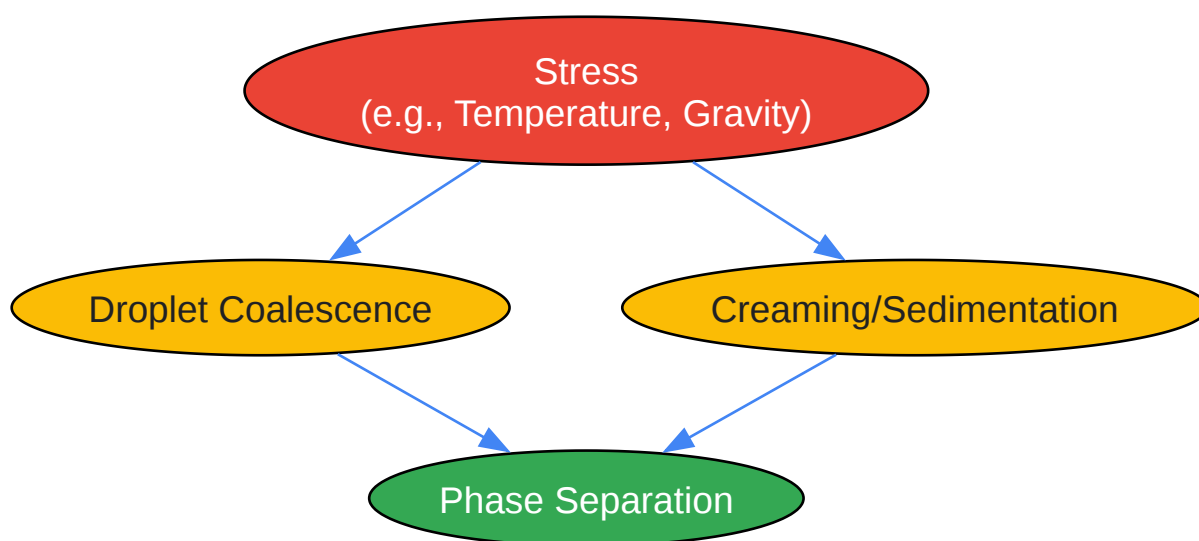 Stress
(e.g., Temperature, Gravity)
Droplet Coalescence
Creaming/Sedimentation
Phase Separation